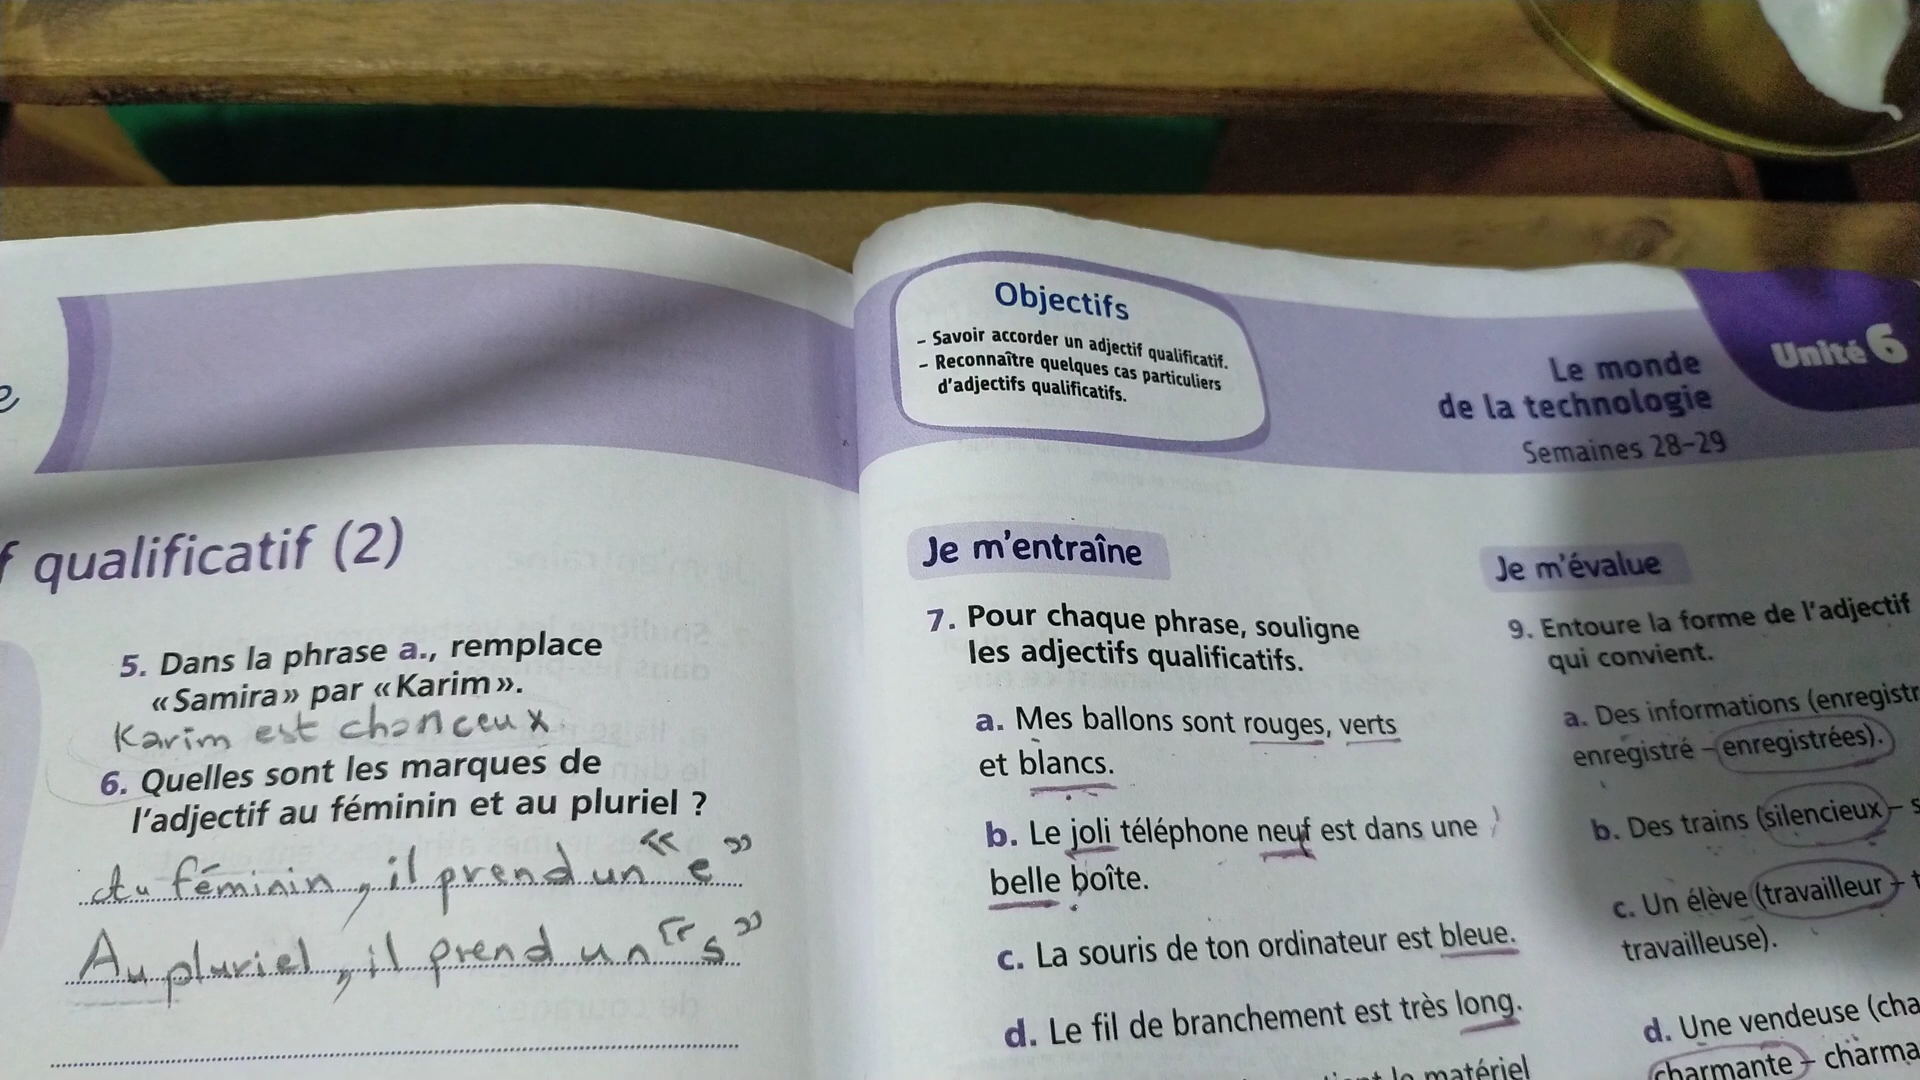 Objectifs
- Savoir accorder un adjectif qualificatif.
- Reconnaître quelques cas particuliers
d'adjectifs qualificatifs.
Le monde
de la technologie
Semaines 28-29
Unité 6
qualificatif (2)
5. Dans la phrase a., remplace
«Samira» par «Karim».
Karim est chanceux.
6. Quelles sont les marques de
l'adjectif au féminin et au pluriel ?
Au féminin, il prend un « e »
Au pluriel, il prend un « s »
Je m'entraîne
7. Pour chaque phrase, souligne
les adjectifs qualificatifs.
a. Mes ballons sont rouges, verts
et blancs.
b. Le joli téléphone neuf est dans une
belle boîte.
c. La souris de ton ordinateur est bleue.
d. Le fil de branchement est très long.
le matériel
Je m'évalue
9. Entoure la forme de l'adjectif
qui convient.
a. Des informations (enregistr
enregistré – enregistrées).
b. Des trains (silencieux – s
c. Un élève (travailleur – t
travailleuse).
d. Une vendeuse (cha
charmante – charma